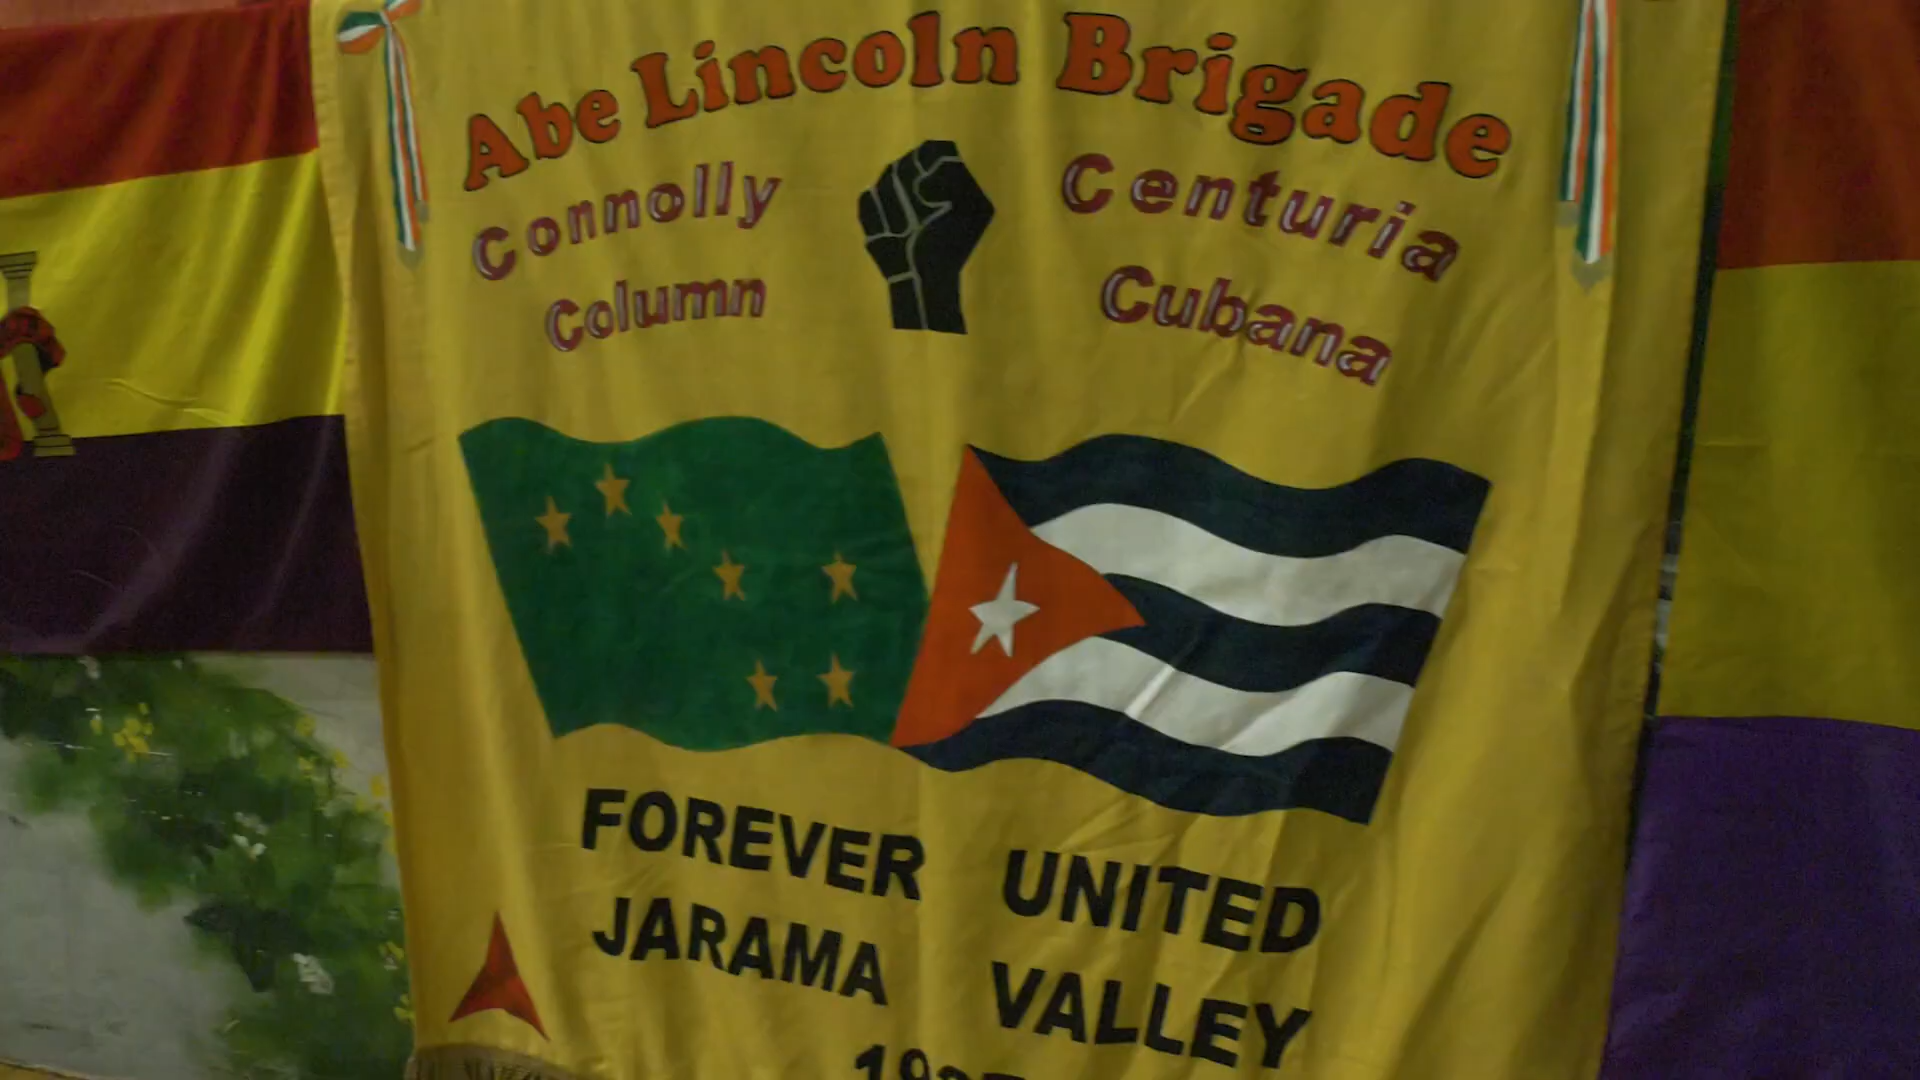 Abe Lincoln Brigade
Connolly Column
Centuria Cubana
FOREVER UNITED
JARAMA VALLEY